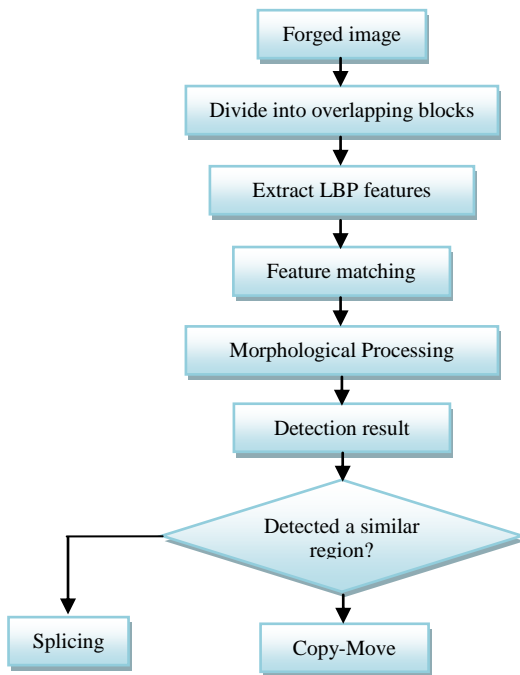 Forged image
Divide into overlapping blocks
Extract LBP features
Feature matching
Morphological Processing
Detection result
Detected a similar
region?
Splicing
Copy-Move